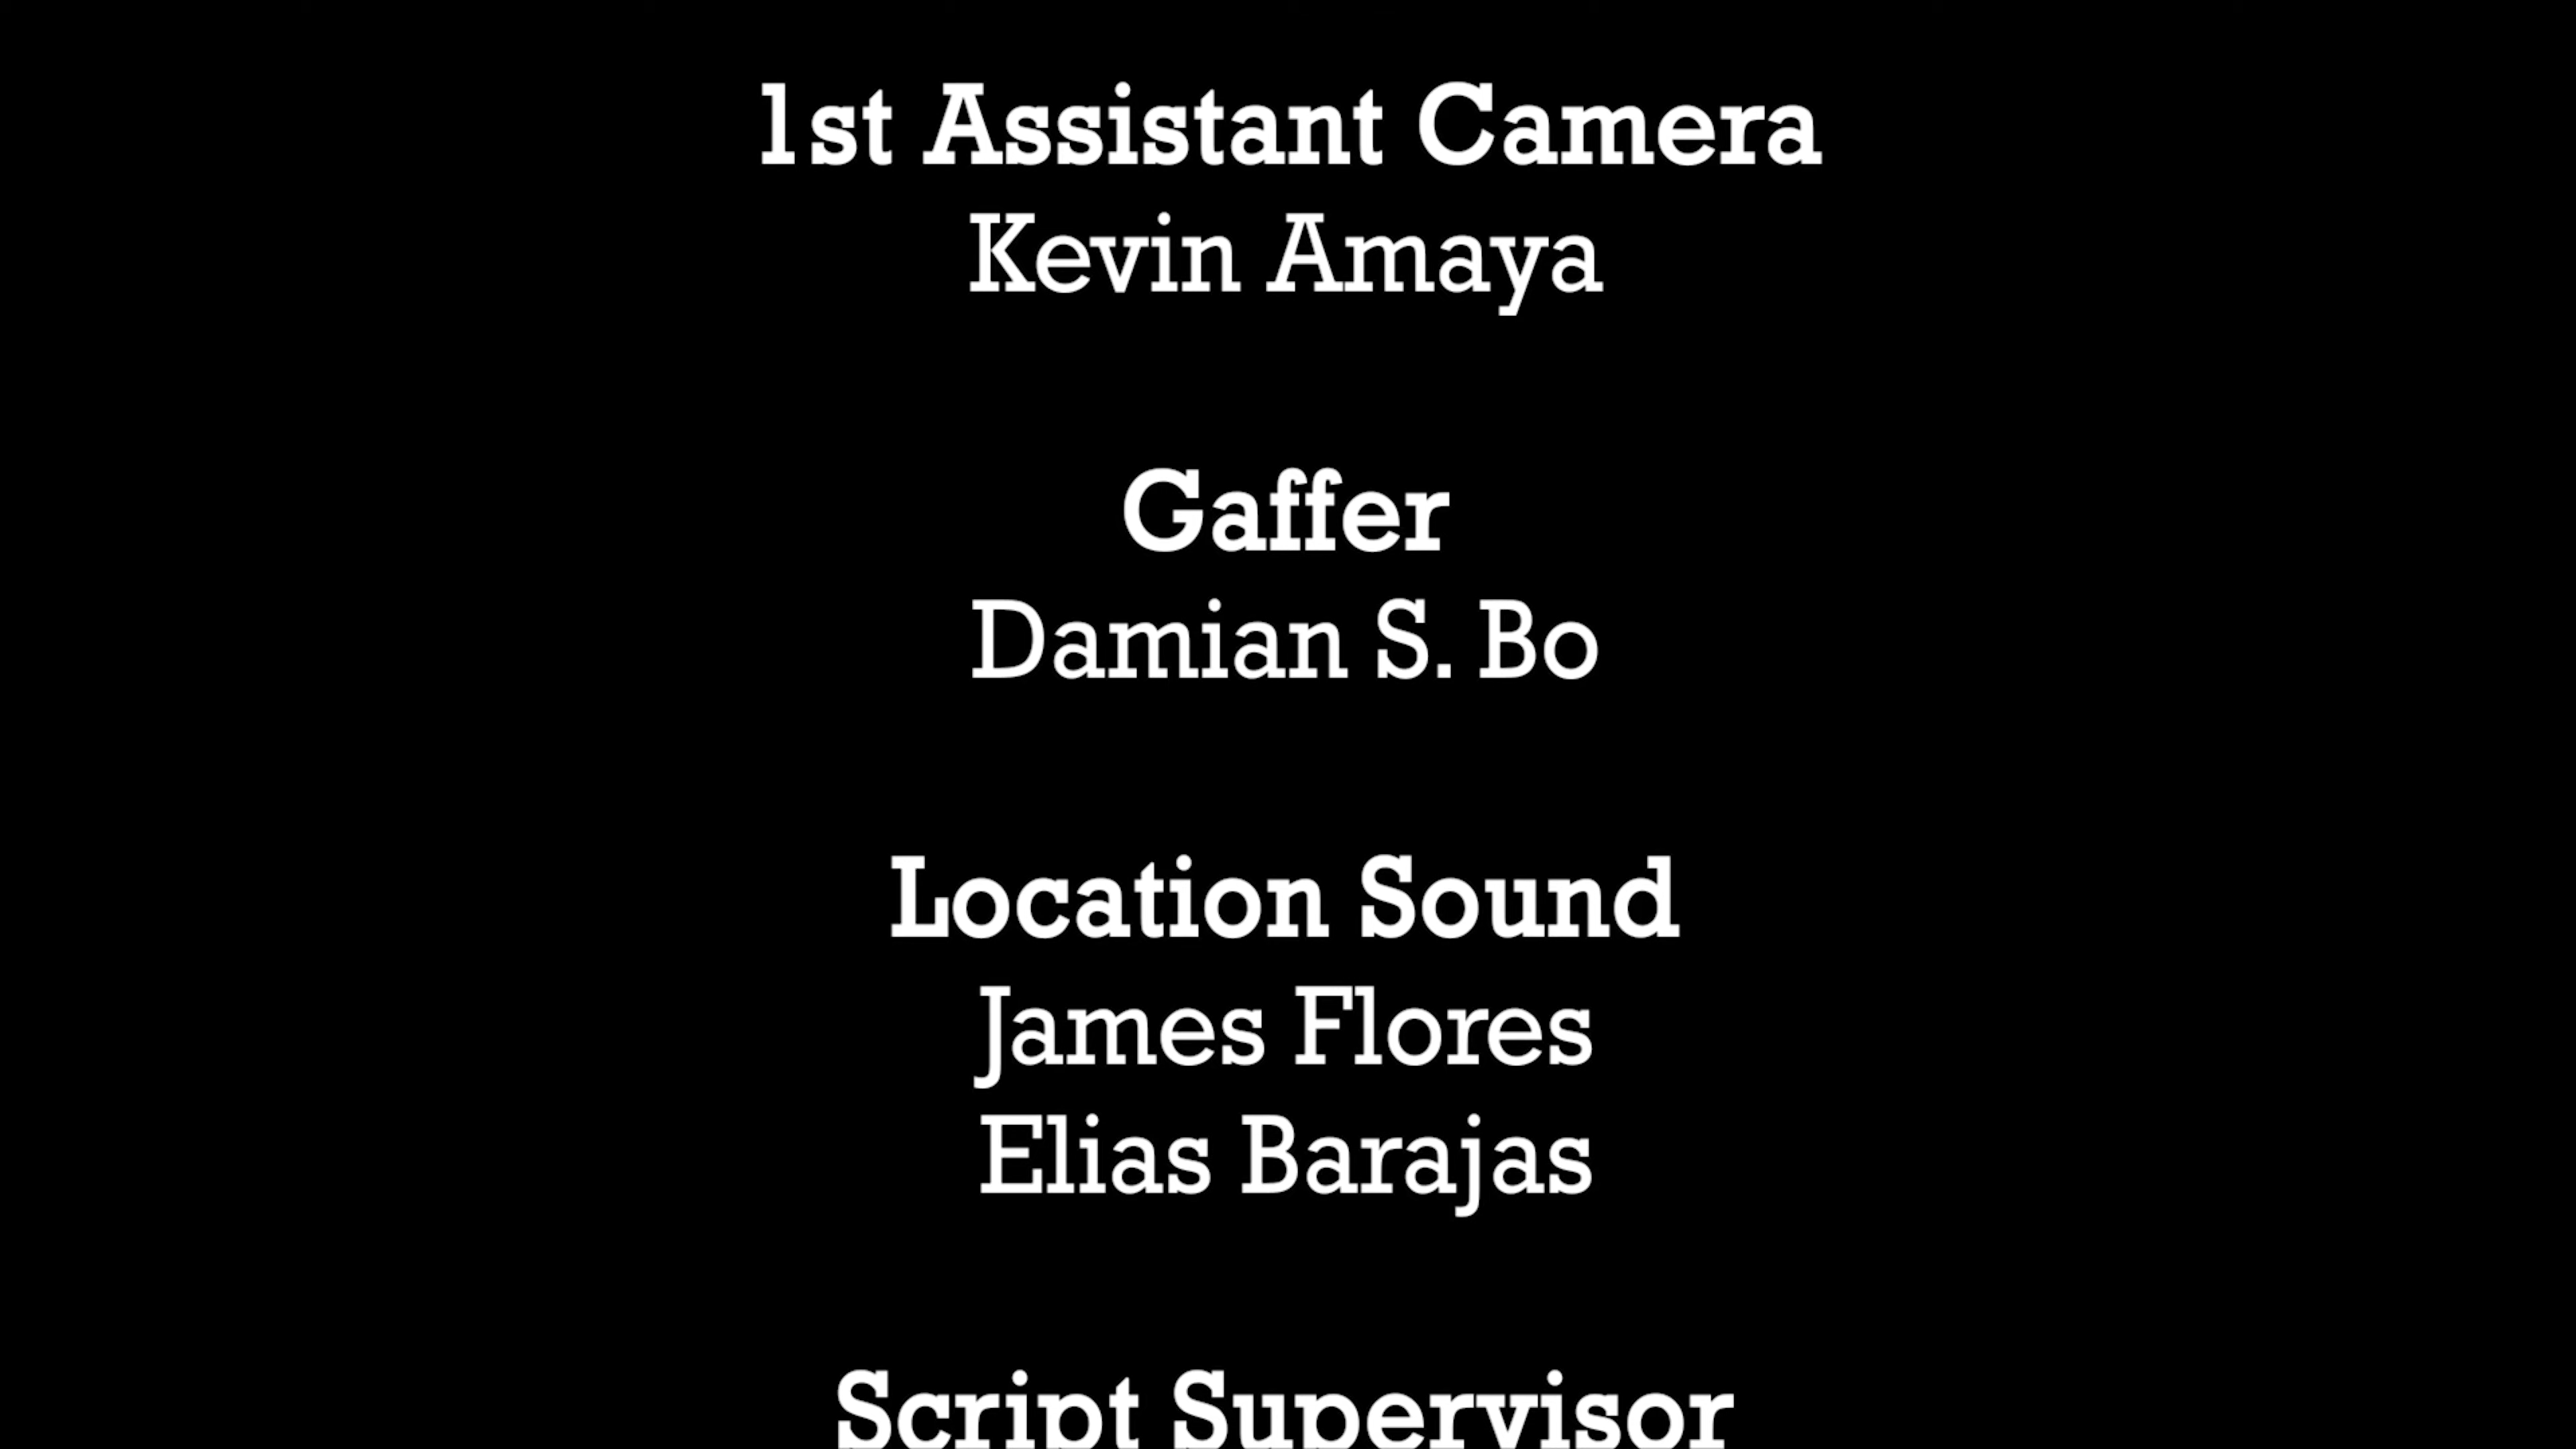 1st Assistant Camera
Kevin Amaya
Gaffer
Damian S. Bo
Location Sound
James Flores
Elias Barajas
Script Supervisor